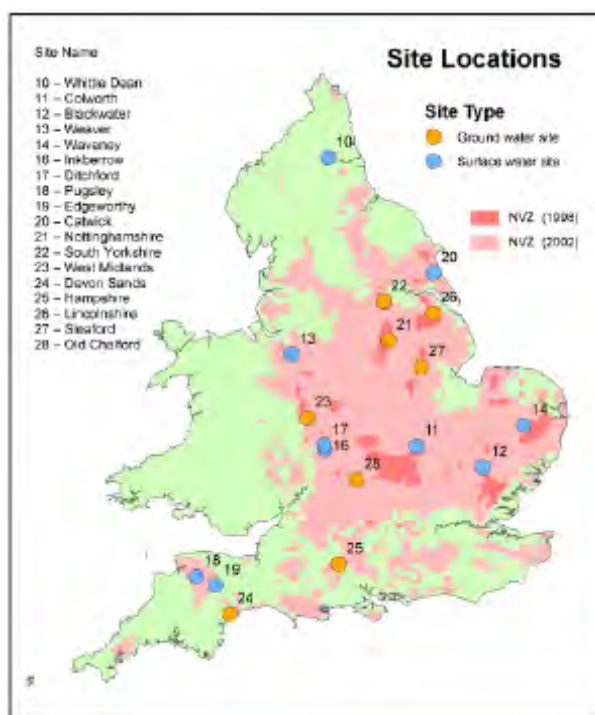 Site Name
10 – Whittle Dean
11 – Colworth
12 – Blackwater
13 – Weaver
14 – Waveney
16 – Inkberrow
17 – Ditchford
18 – Pugsley
19 – Edgeworthy
20 – Catwick
21 – Nottinghamshire
22 – South Yorkshire
23 – West Midlands
24 – Devon Sands
25 – Hampshire
26 – Lincolnshire
27 – Sleaford
28 – Old Chalford
Site Locations
Site Type
Ground water site
Surface water site
NVZ (1998)
NVZ (2002)
10
20
22
26
21
13
27
23
14
17
11
16
12
28
25
18
19
24